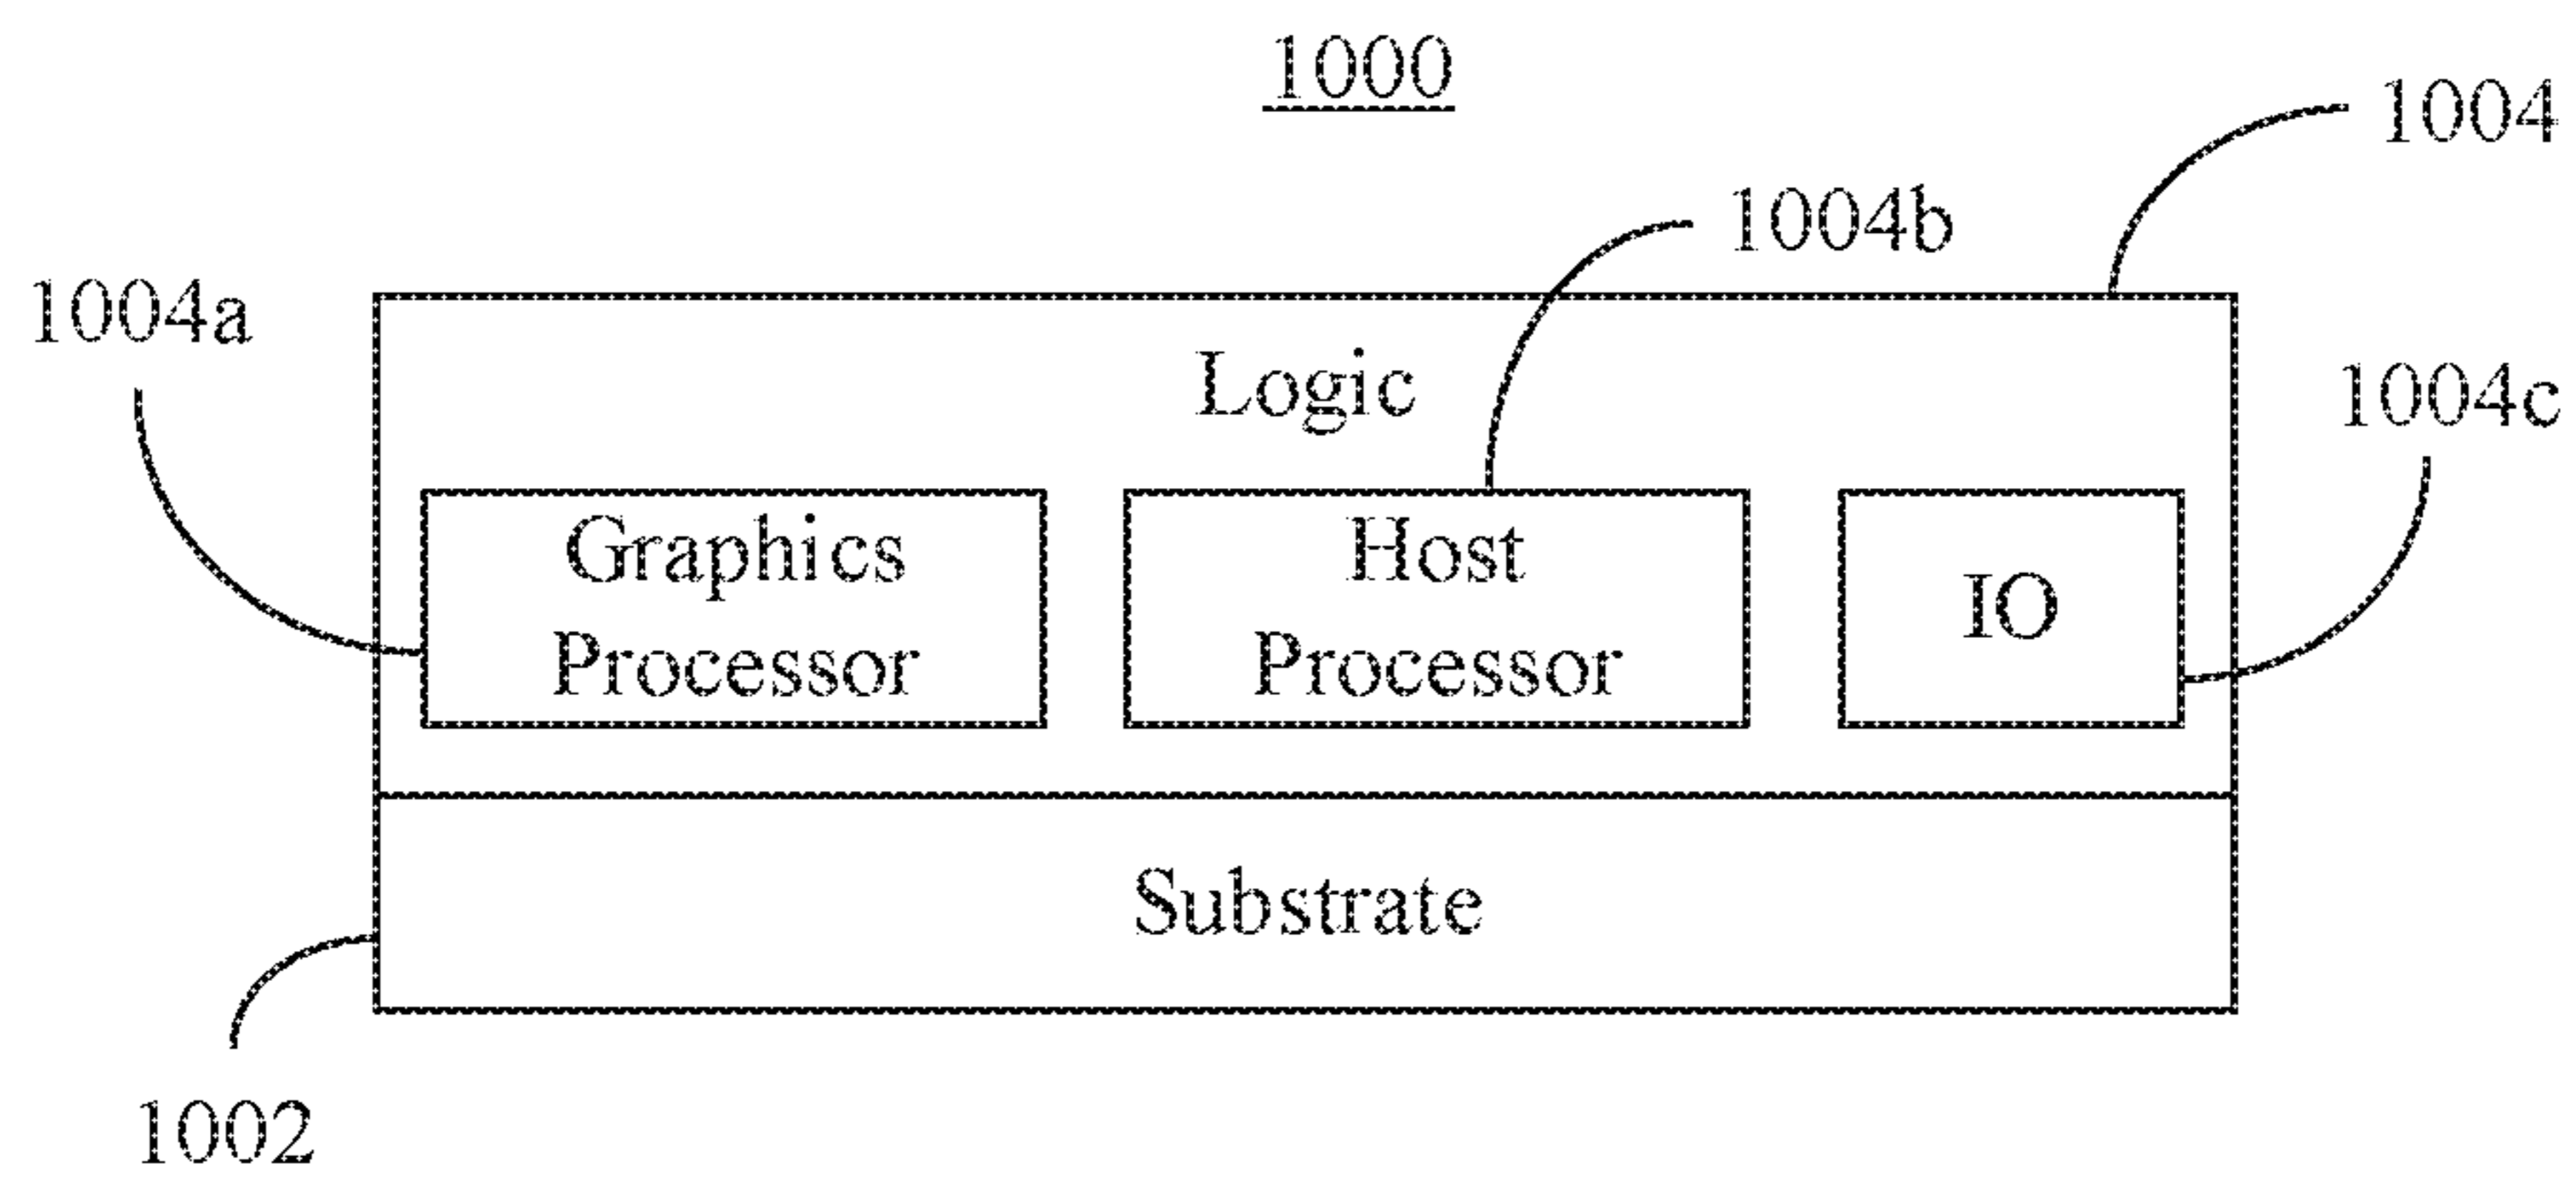 1000
1004
1004b
1004a
Logic
1004c
Graphics
Processor
Host
Processor
IO
Substrate
1002